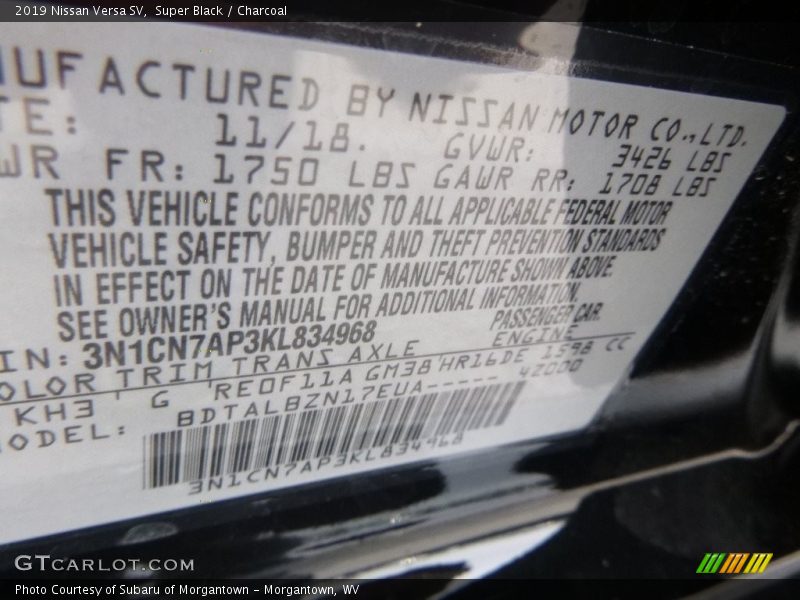 2019 Nissan Versa SV, Super Black / Charcoal
NUFACTURED BY NISSAN MOTOR CO.,LTD.
TE: 11/18. GVWR: 3426 LBS
WR FR: 1750 LBS GAWR RR: 1708 LBS
THIS VEHICLE CONFORMS TO ALL APPLICABLE FEDERAL MOTOR
VEHICLE SAFETY, BUMPER AND THEFT PREVENTION STANDARDS
IN EFFECT ON THE DATE OF MANUFACTURE SHOWN ABOVE.
SEE OWNER'S MANUAL FOR ADDITIONAL INFORMATION.
IN: 3N1CN7AP3KL834968 PASSENGER CAR.
OLOR TRIM TRANS AXLE ENGINE
KH3 G RE0F11A GM38 HR16DE 1598 CC
ODEL: BDTALBZN17EUA----- 4Z000
3N1CN7AP3KL834968
GTCARLOT.COM
Photo Courtesy of Subaru of Morgantown - Morgantown, WV